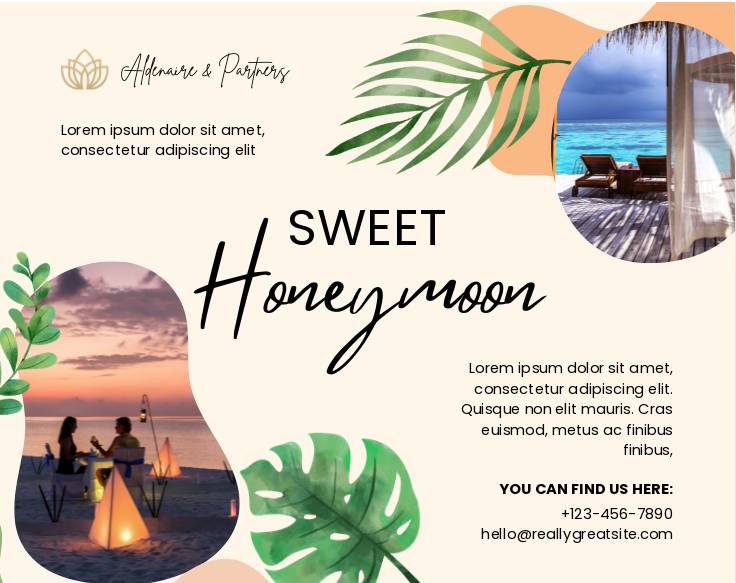 Aldenaire & Partners
Lorem ipsum dolor sit amet,
consectetur adipiscing elit
SWEET
Honeymoon
Lorem ipsum dolor sit amet,
consectetur adipiscing elit.
Quisque non elit mauris. Cras
euismod, metus ac finibus
finibus,
YOU CAN FIND US HERE:
+123-456-7890
hello@reallygreatsite.com